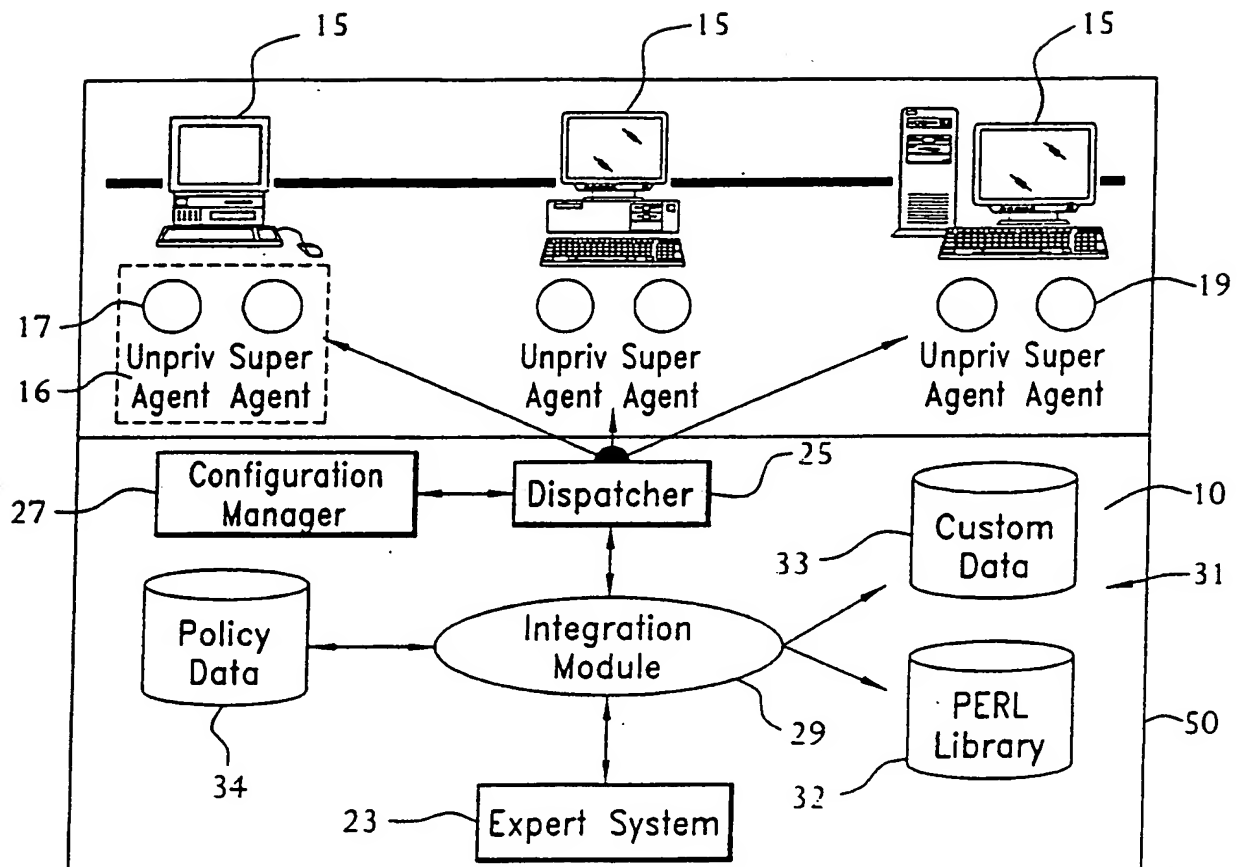 15
15
15
17
19
Unpriv Super
Agent Agent
16
Unpriv Super
Agent Agent
Unpriv Super
Agent Agent
Configuration
Manager
27
Dispatcher
25
Custom
Data
10
33
31
Policy
Data
34
Integration
Module
29
PERL
Library
50
32
23
Expert System